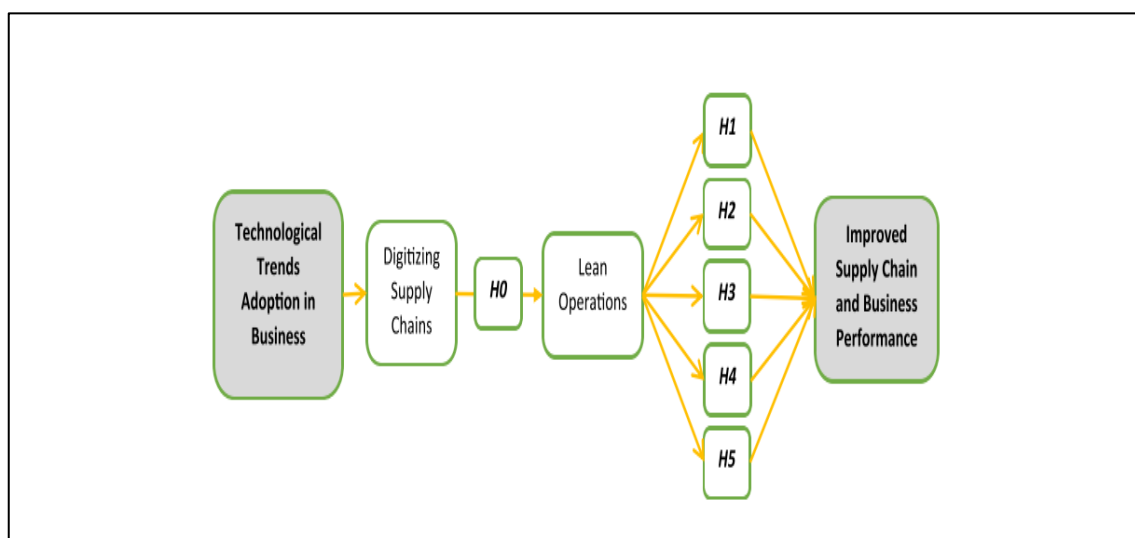 Technological
Trends
Adoption in
Business
Digitizing
Supply
Chains
H0
Lean
Operations
H1
H2
H3
H4
H5
Improved
Supply Chain
and Business
Performance